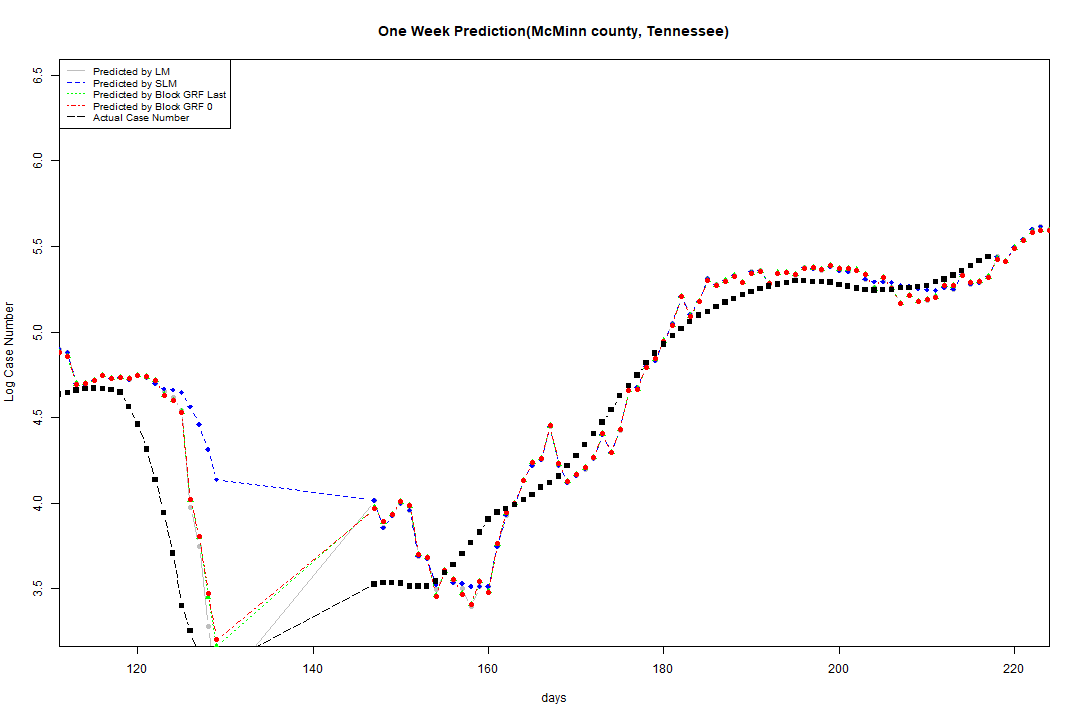 One Week Prediction(McMinn county, Tennessee)
Predicted by LM
Predicted by SLM
Predicted by Block GRF Last
Predicted by Block GRF 0
Actual Case Number
6.5
6.0
5.5
5.0
4.5
4.0
3.5
Log Case Number
120 140 160 180 200 220
days